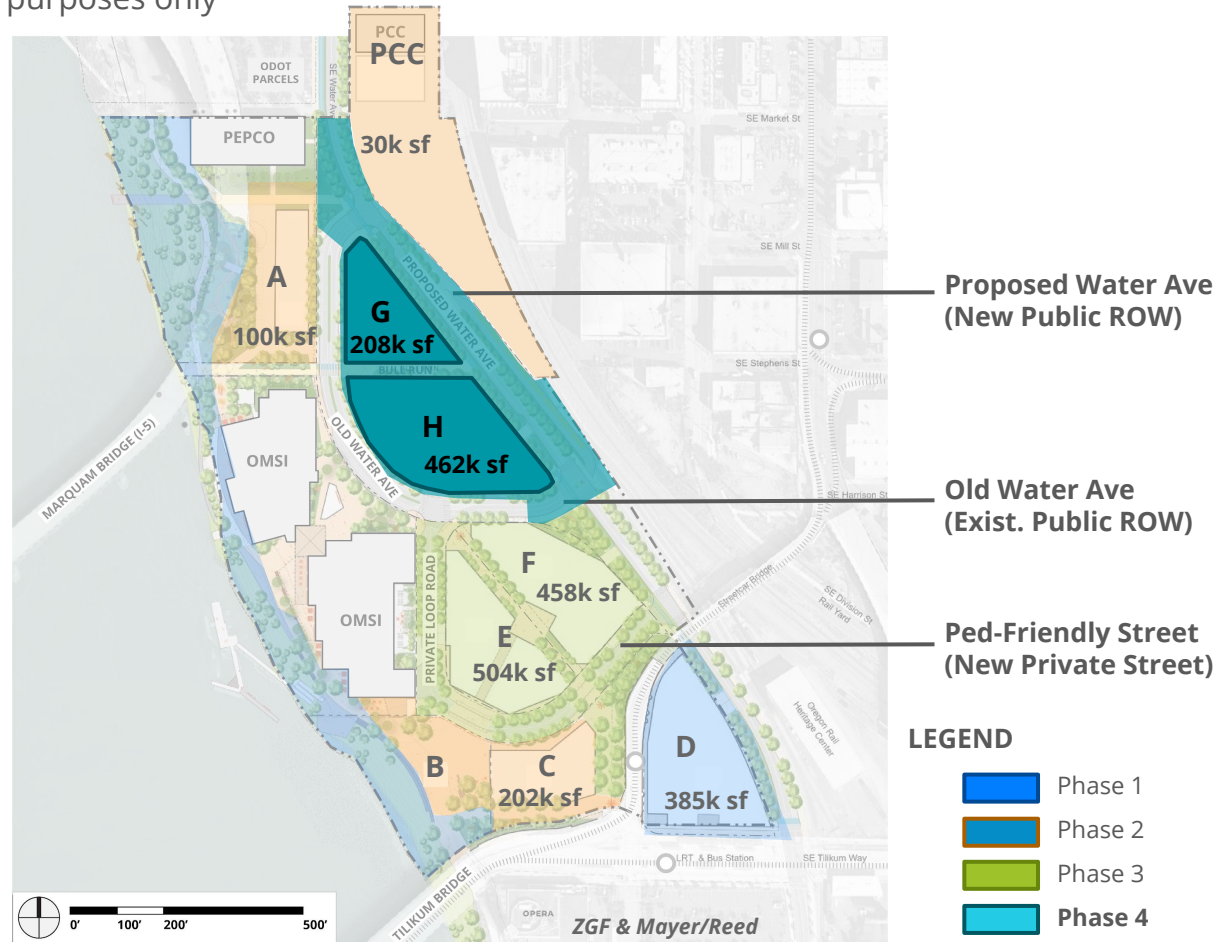 purposes only
PCC
PCC
ODOT
PARCELS
SE Water Ave
SE Market St
PEPCO
30k sf
SE Mill St
A
100k sf
PROPOSED WATER AVE
G
208k sf
Proposed Water Ave
(New Public ROW)
SE Stephens St
BULL RUN
H
462k sf
OLD WATER AVE
MARQUAM BRIDGE (I-5)
OMSI
SE Harrison St
Old Water Ave
(Exist. Public ROW)
F
458k sf
Streetcar Bridge
SE Division St
Rail Yard
PRIVATE LOOP ROAD
OMSI
E
504k sf
Ped-Friendly Street
(New Private Street)
Oregon Rail
Heritage Center
B
C
202k sf
D
385k sf
LEGEND
Phase 1
Phase 2
Phase 3
Phase 4
LRT & Bus Station
SE Tilikum Way
TILIKUM BRIDGE
OPERA
ZGF & Mayer/Reed
0'
100'
200'
500'